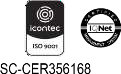 icontec
ISO 9001
IQNet
SC-CER356168